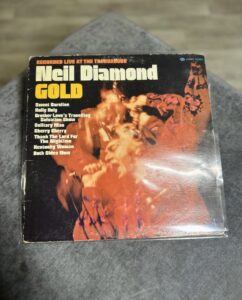 RECORDED LIVE AT THE TROUBADOUR
Neil Diamond
GOLD
Sweet Caroline
Holly Holy
Brother Love's Travelling
Salvation Show
Solitary Man
Cherry Cherry
Thank The Lord For
The Nighttime
Kentucky Woman
Both Sides Now